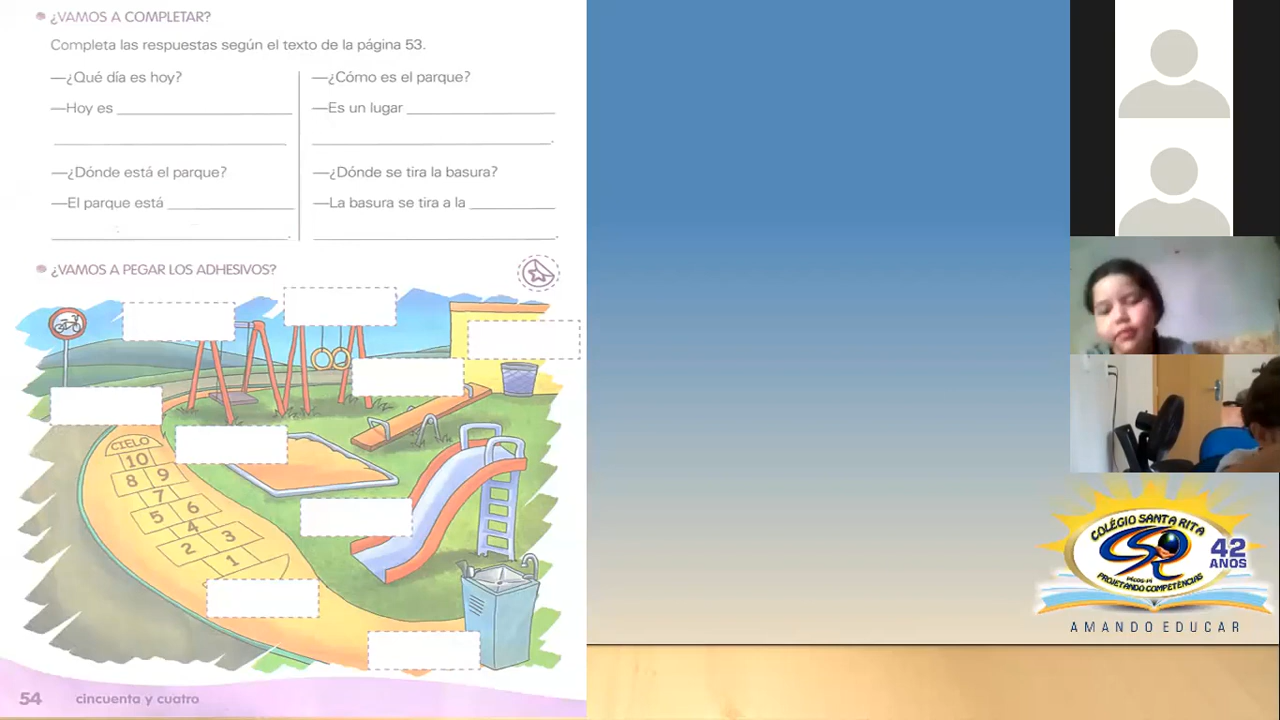 ¿VAMOS A COMPLETAR?
Completa las respuestas según el texto de la página 53.
—¿Qué día es hoy?
—Hoy es
—¿Dónde está el parque?
—El parque está
—¿Cómo es el parque?
—Es un lugar
.
—¿Dónde se tira la basura?
—La basura se tira a la
.
¿VAMOS A PEGAR LOS ADHESIVOS?
CIELO
10
8 9
7
5 6
4
2 3
1
54 cincuenta y cuatro
COLÉGIO SANTA RITA
42
ANOS
PICOS-PI
PROJETANDO COMPETÊNCIAS
AMANDO EDUCAR